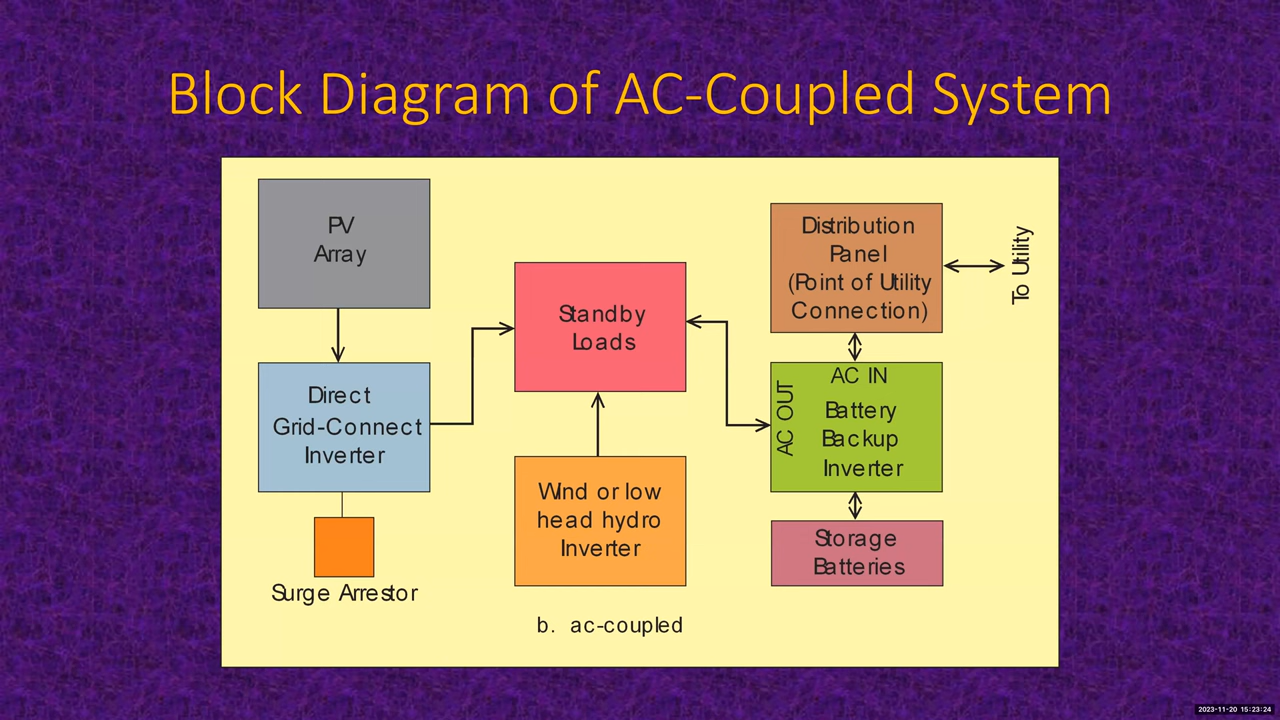 Block Diagram of AC-Coupled System
PV
Array
Direct
Grid-Connect
Inverter
Surge Arrestor
Standby
Loads
Wind or low
head hydro
Inverter
b. ac-coupled
Distribution
Panel
(Point of Utility
Connection)
To Utility
AC IN
AC OUT
Battery
Backup
Inverter
Storage
Batteries
2023-11-20 15:23:24